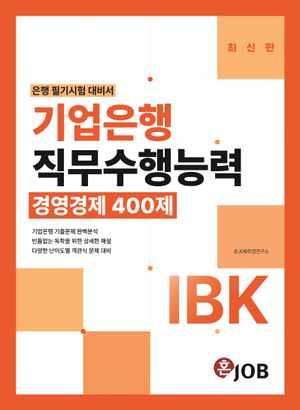 최 신 판
은행 필기시험 대비서
기업은행
직무수행능력
경영경제 400제
기업은행 기출문제 완벽분석
빈틈없는 독학을 위한 상세한 해설
다양한 난이도별 객관식 문제 대비
혼JOB취업연구소
IBK
혼JOB